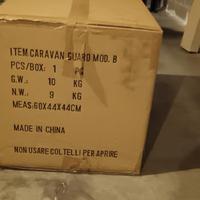 ITEM.CARAVAN GUARD MOD. B
PCS/BOX: 1 PC
G.W.: 10 KG
N.W.: 9 KG
MEAS:60X44X44CM
MADE IN CHINA
NON USARE COLTELLI PER APRIRE